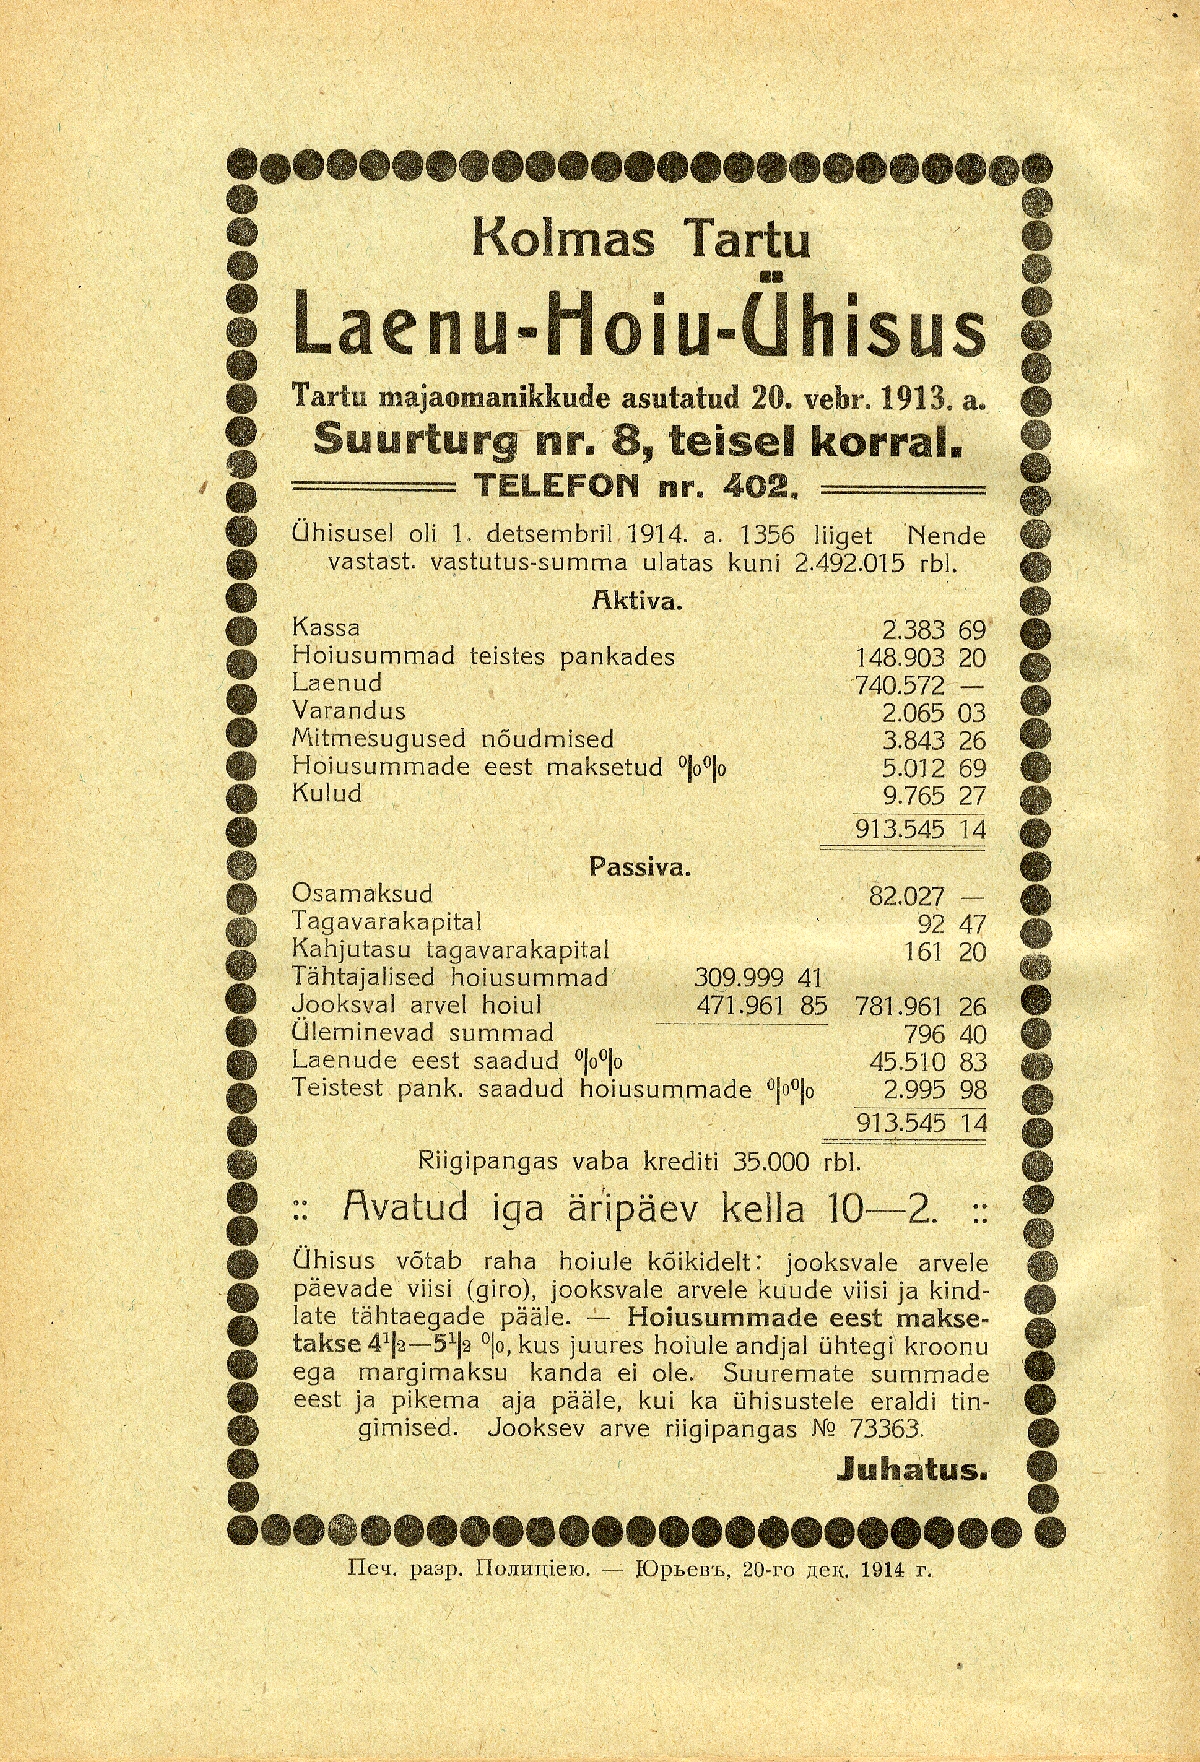 Kolmas Tartu
Laenu-Hoiu-Ühisus
Tartu majaomanikkude asutatud 20. vebr. 1913. a.
Suurturg nr. 8, teisel korral.
TELEFON nr. 402.
Ühisusel oli 1. detsembril 1914. a. 1356 liiget Nende
vastast. vastutus-summa ulatas kuni 2.492.015 rbl.
Aktiva.
Kassa 2.383 69
Hoiusummad teistes pankades 148.903 20
Laenud 740.572 —
Varandus 2.065 03
Mitmesugused nõudmised 3.843 26
Hoiusummade eest maksetud %% 5.012 69
Kulud 9.765 27
913.545 14
Passiva.
Osamaksud 82.027 —
Tagavarakapital 92 47
Kahjutasu tagavarakapital 161 20
Tähtajalised hoiusummad 309.999 41
Jooksval arvel hoiul 471.961 85 781.961 26
Üleminevad summad 796 40
Laenude eest saadud %% 45.510 83
Teistest pank. saadud hoiusummade %% 2.995 98
913.545 14
Riigipangas vaba krediti 35.000 rbl.
:: Avatud iga äripäev kella 10—2. ::
Ühisus võtab raha hoiule kõikidelt: jooksvale arvele
päevade viisi (giro), jooksvale arvele kuude viisi ja kind-
late tähtaegade pääle. — Hoiusummade eest makse-
takse 4½—5½ %, kus juures hoiule andjal ühtegi kroonu
ega margimaksu kanda ei ole. Suuremate summade
eest ja pikema aja pääle, kui ka ühisustele eraldi tin-
gimised. Jooksev arve riigipangas № 73363.
Juhatus.
Печ. разр. Полиціею. — Юрьевъ, 20-го дек. 1914 г.